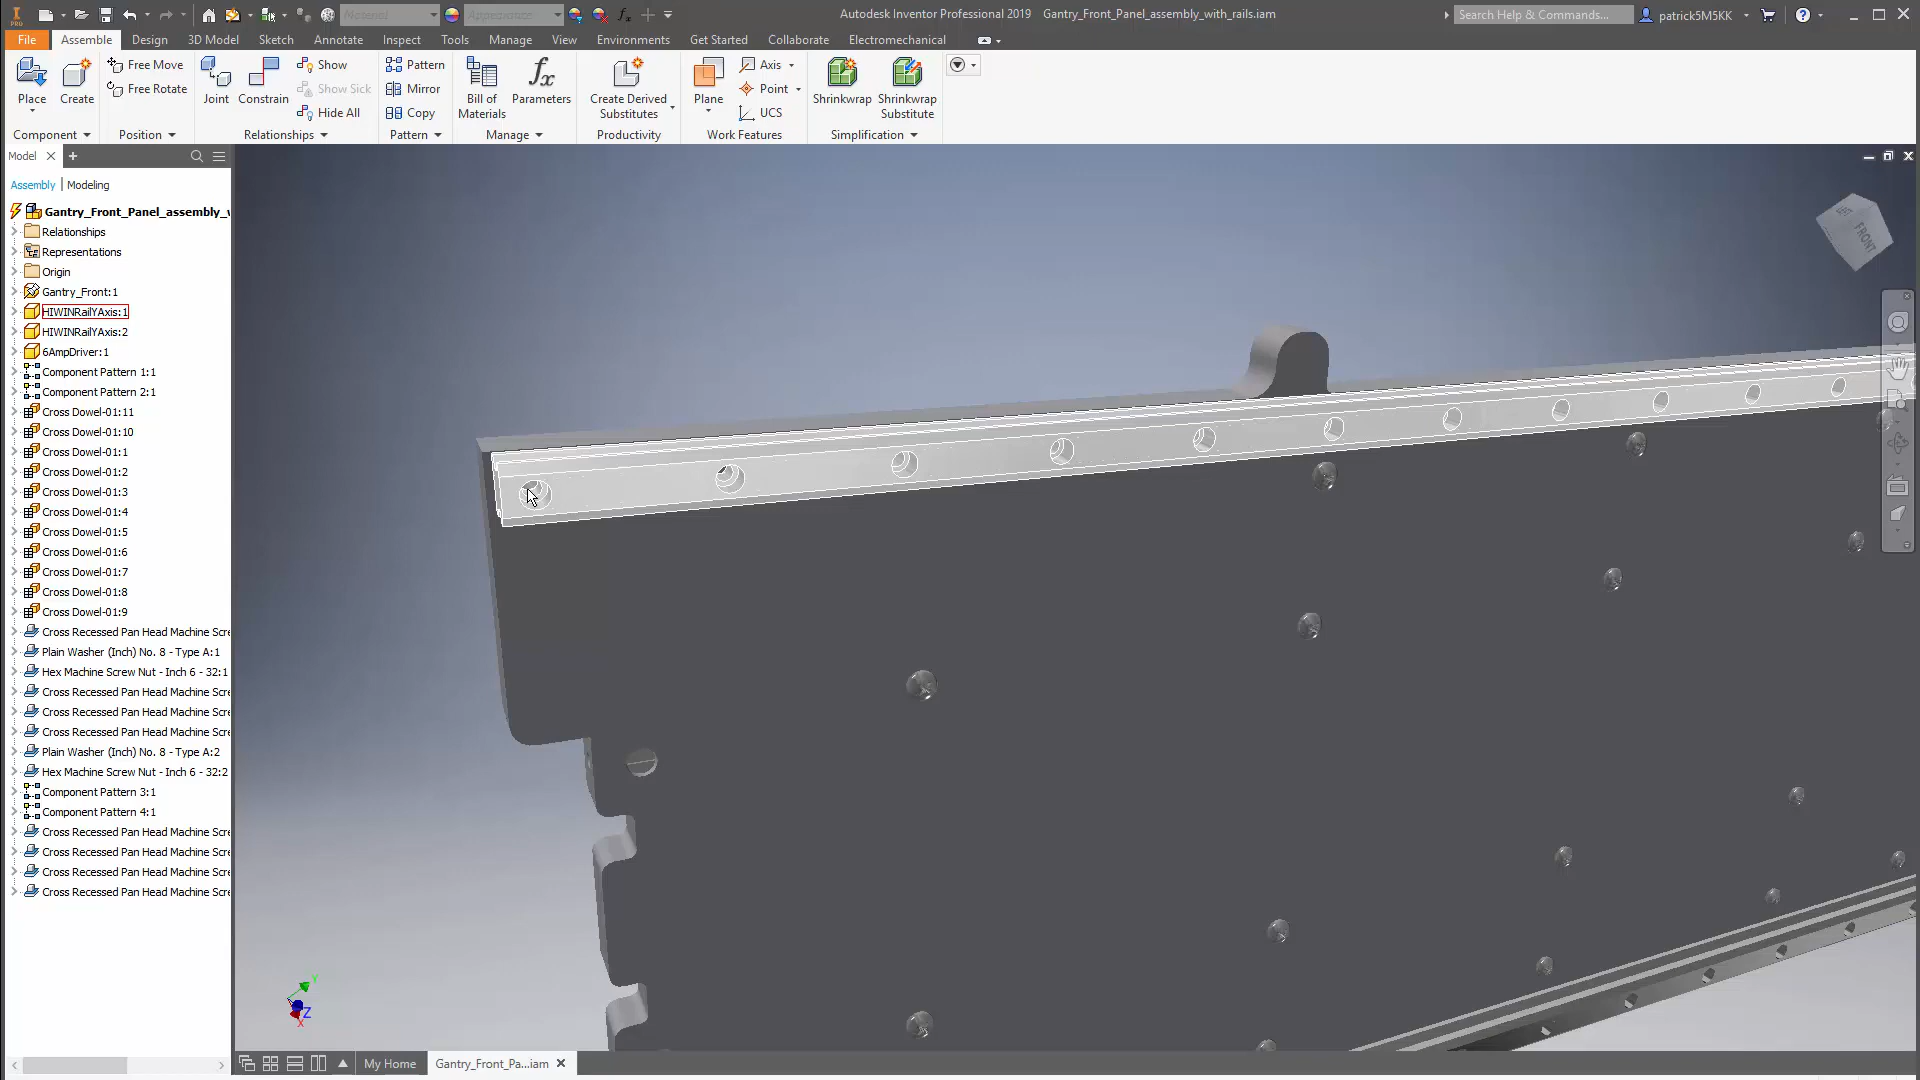 Material
Appearance
Autodesk Inventor Professional 2019 Gantry_Front_Panel_assembly_with_rails.iam
Search Help & Commands...
patrick5M5KK
PRO
File Assemble Design 3D Model Sketch Annotate Inspect Tools Manage View Environments Get Started Collaborate Electromechanical
Place
Create
Component
Free Move
Free Rotate
Position
Joint
Constrain
Show
Show Sick
Hide All
Relationships
Pattern
Mirror
Copy
Pattern
Bill of
Materials
Parameters
Manage
Create Derived
Substitutes
Productivity
Plane
Axis
Point
UCS
Work Features
Shrinkwrap
Shrinkwrap
Substitute
Simplification
Model
Assembly | Modeling
Gantry_Front_Panel_assembly_
Relationships
Representations
Origin
Gantry_Front:1
HIWINRailYAxis:1
HIWINRailYAxis:2
6AmpDriver:1
Component Pattern 1:1
Component Pattern 2:1
Cross Dowel-01:11
Cross Dowel-01:10
Cross Dowel-01:1
Cross Dowel-01:2
Cross Dowel-01:3
Cross Dowel-01:4
Cross Dowel-01:5
Cross Dowel-01:6
Cross Dowel-01:7
Cross Dowel-01:8
Cross Dowel-01:9
Cross Recessed Pan Head Machine Scre
Plain Washer (Inch) No. 8 - Type A:1
Hex Machine Screw Nut - Inch 6 - 32:1
Cross Recessed Pan Head Machine Scre
Cross Recessed Pan Head Machine Scre
Cross Recessed Pan Head Machine Scre
Plain Washer (Inch) No. 8 - Type A:2
Hex Machine Screw Nut - Inch 6 - 32:2
Component Pattern 3:1
Component Pattern 4:1
Cross Recessed Pan Head Machine Scre
Cross Recessed Pan Head Machine Scre
Cross Recessed Pan Head Machine Scre
Cross Recessed Pan Head Machine Scre
FRONT
Y
Z
X
My Home
Gantry_Front_Pa...iam